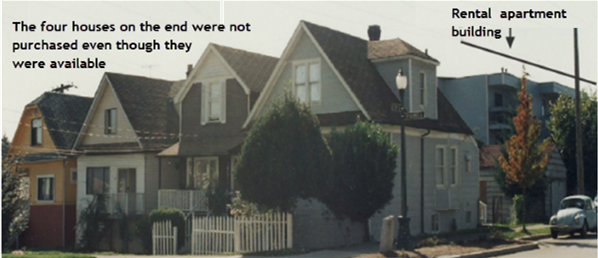 The four houses on the end were not
purchased even though they
were available
Rental apartment
building